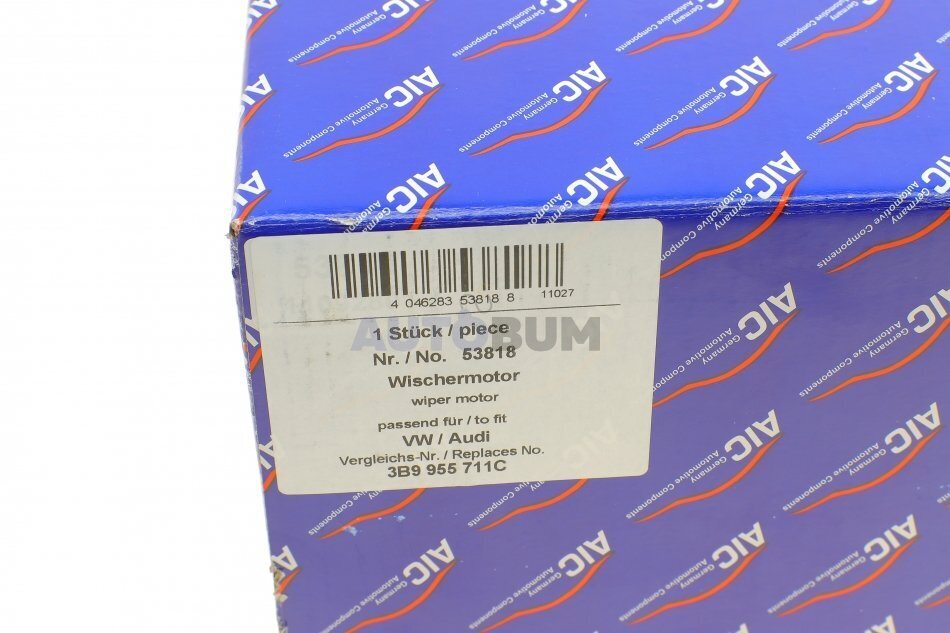 AIC
Germany
Automotive Components
4 046283 53818 8 11027
AUTOBUM
1 Stück / piece
Nr. / No. 53818
Wischermotor
wiper motor
passend für / to fit
VW / Audi
Vergleichs-Nr. / Replaces No.
3B9 955 711C